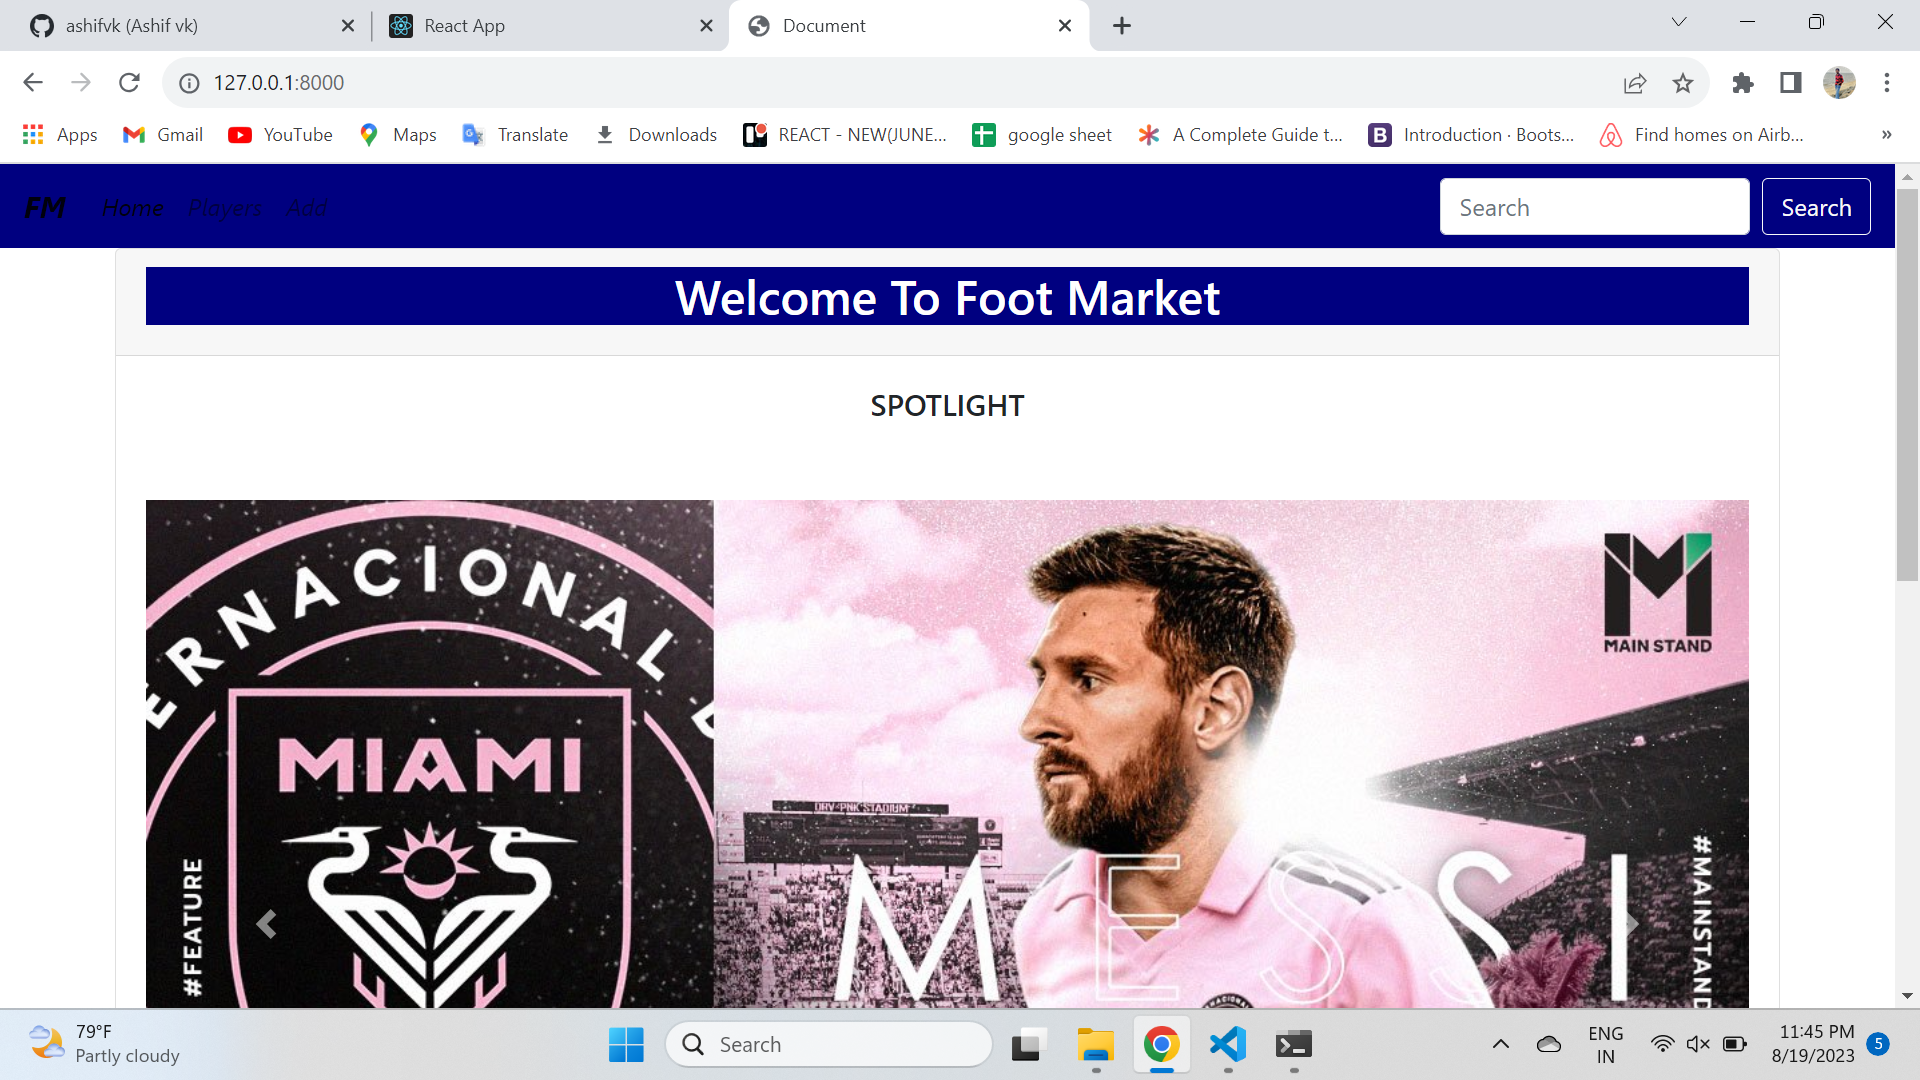 ashifvk (Ashif vk)
React App
Document
127.0.0.1:8000
Apps
Gmail
YouTube
Maps
Translate
Downloads
REACT - NEW(JUNE...
google sheet
A Complete Guide t...
Introduction · Boots...
Find homes on Airb...
»
FM
Home
Players
Add
Search
Search
Welcome To Foot Market
SPOTLIGHT
ERNACIONAL
MIAMI
#FEATURE
DRV PNK STADIUM
MESSI
MAIN STAND
#MAINSTAND
79°F
Partly cloudy
Search
ENG
IN
11:45 PM
8/19/2023
5